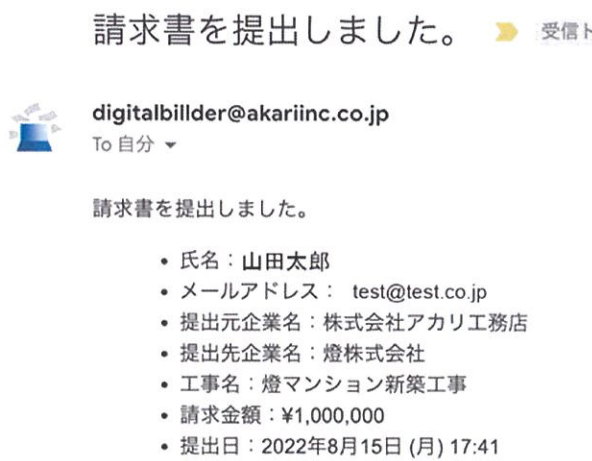 請求書を提出しました。 受信ト
digitalbillder@akariinc.co.jp
To 自分
請求書を提出しました。
• 氏名：山田太郎
• メールアドレス： test@test.co.jp
• 提出元企業名：株式会社アカリ工務店
• 提出先企業名：燈株式会社
• 工事名：燈マンション新築工事
• 請求金額：¥1,000,000
• 提出日：2022年8月15日 (月) 17:41